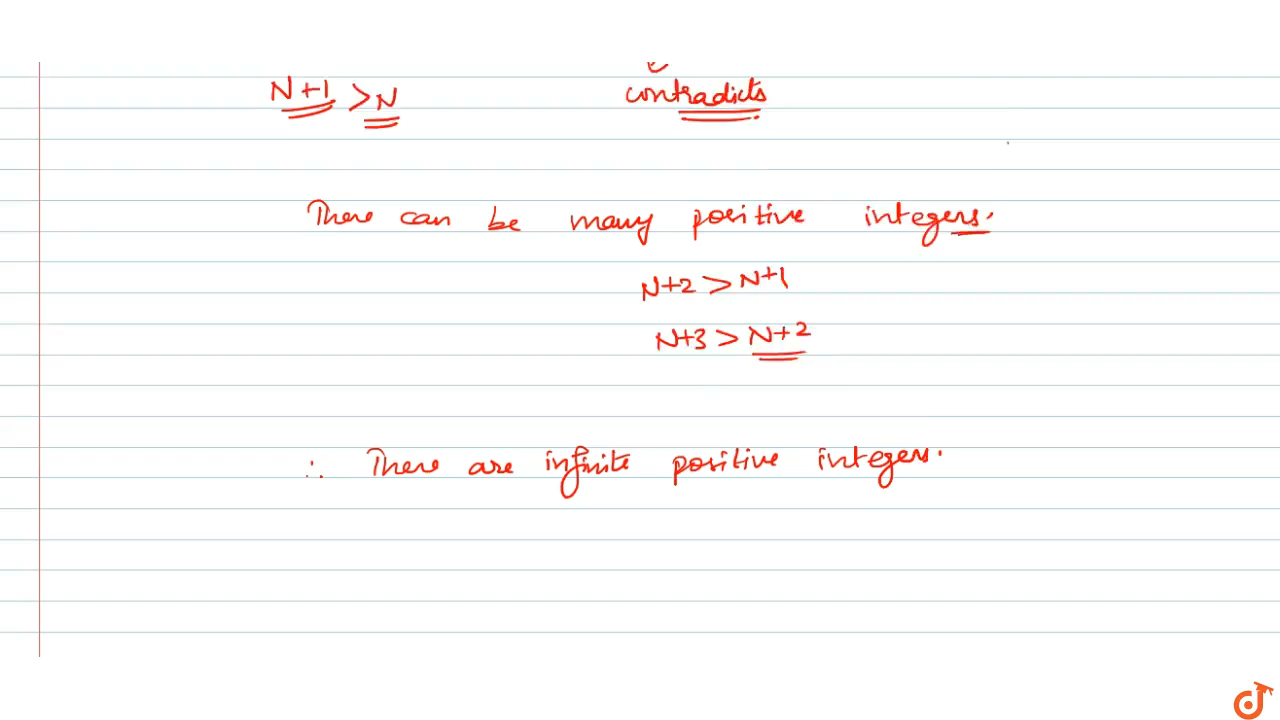 N+1 > N contradicts
There can be many positive integers.
N+2 > N+1
N+3 > N+2
∴ There are infinite positive integers.